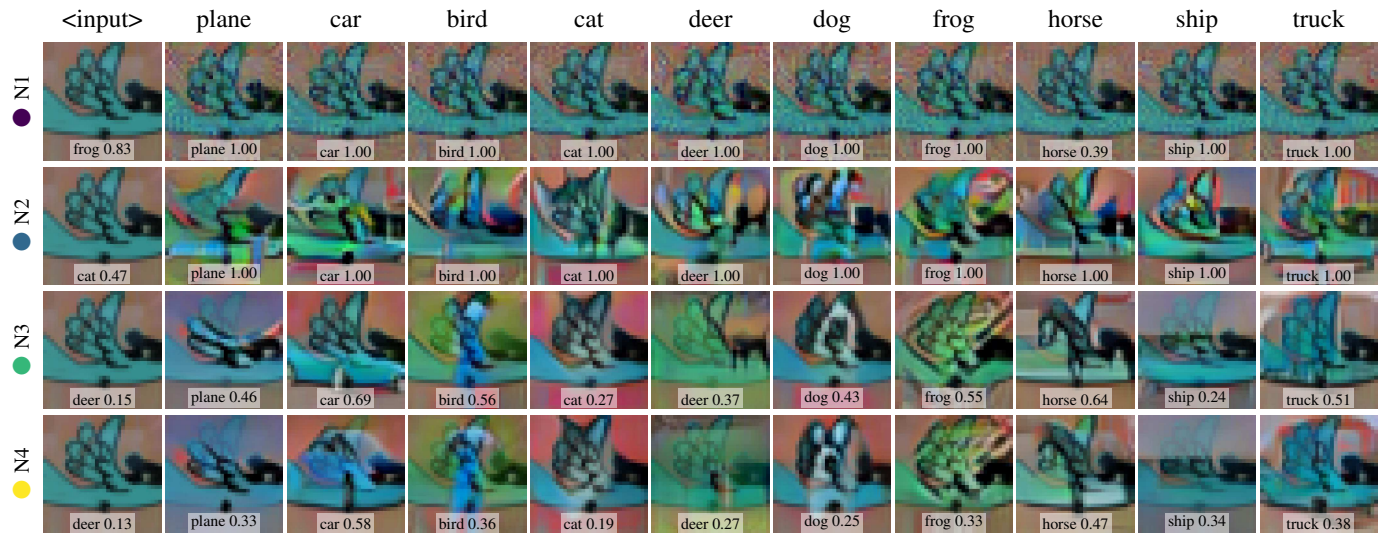 <input> plane car bird cat deer dog frog horse ship truck
N1
frog 0.83 plane 1.00 car 1.00 bird 1.00 cat 1.00 deer 1.00 dog 1.00 frog 1.00 horse 0.39 ship 1.00 truck 1.00
N2
cat 0.47 plane 1.00 car 1.00 bird 1.00 cat 1.00 deer 1.00 dog 1.00 frog 1.00 horse 1.00 ship 1.00 truck 1.00
N3
deer 0.15 plane 0.46 car 0.69 bird 0.56 cat 0.27 deer 0.37 dog 0.43 frog 0.55 horse 0.64 ship 0.24 truck 0.51
N4
deer 0.13 plane 0.33 car 0.58 bird 0.36 cat 0.19 deer 0.27 dog 0.25 frog 0.33 horse 0.47 ship 0.34 truck 0.38